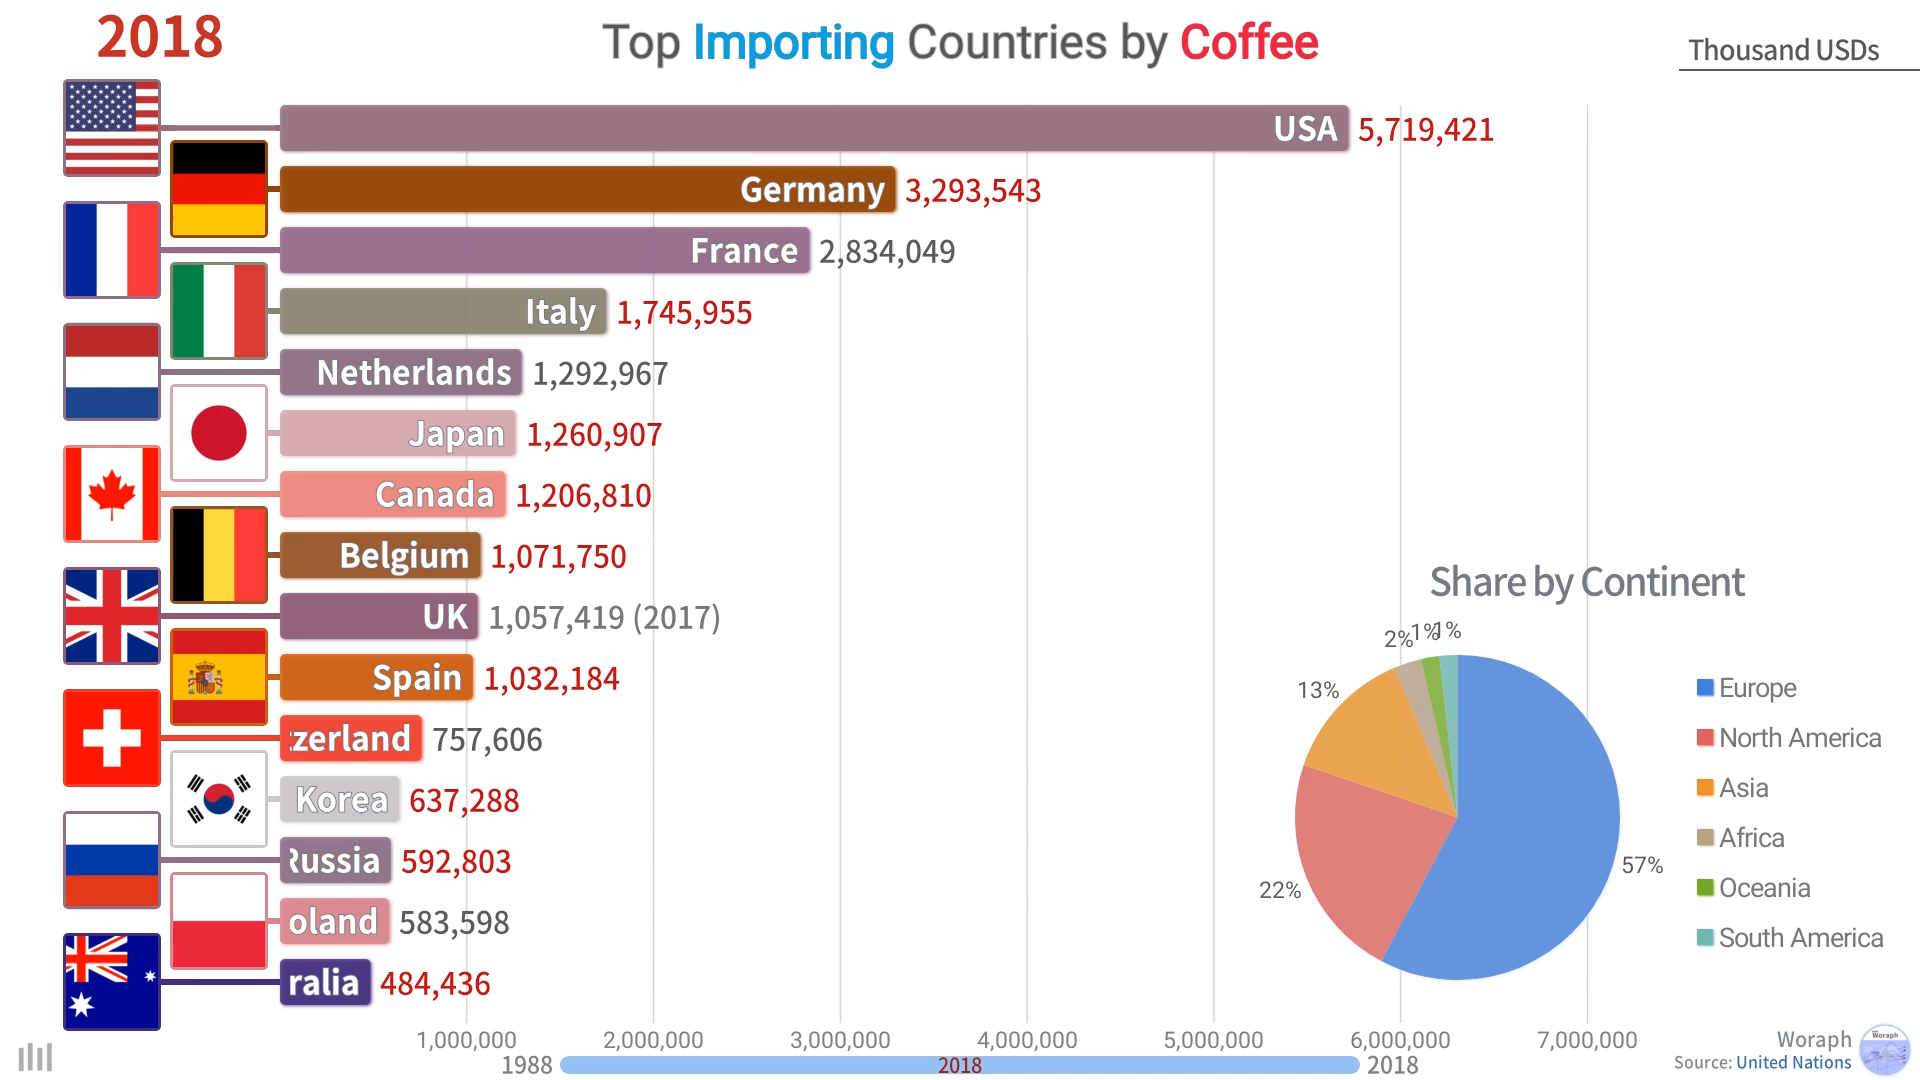 2018
Top Importing Countries by Coffee
Thousand USDs
USA 5,719,421
Germany 3,293,543
France 2,834,049
Italy 1,745,955
Netherlands 1,292,967
Japan 1,260,907
Canada 1,206,810
Belgium 1,071,750
UK 1,057,419 (2017)
Spain 1,032,184
zerland 757,606
Korea 637,288
Russia 592,803
oland 583,598
ralia 484,436
1,000,000 2,000,000 3,000,000 4,000,000 5,000,000 6,000,000 7,000,000
1988 2018 2018
Share by Continent
2% 1% 1%
13%
57%
22%
Europe
North America
Asia
Africa
Oceania
South America
Woraph
Source: United Nations
Woraph